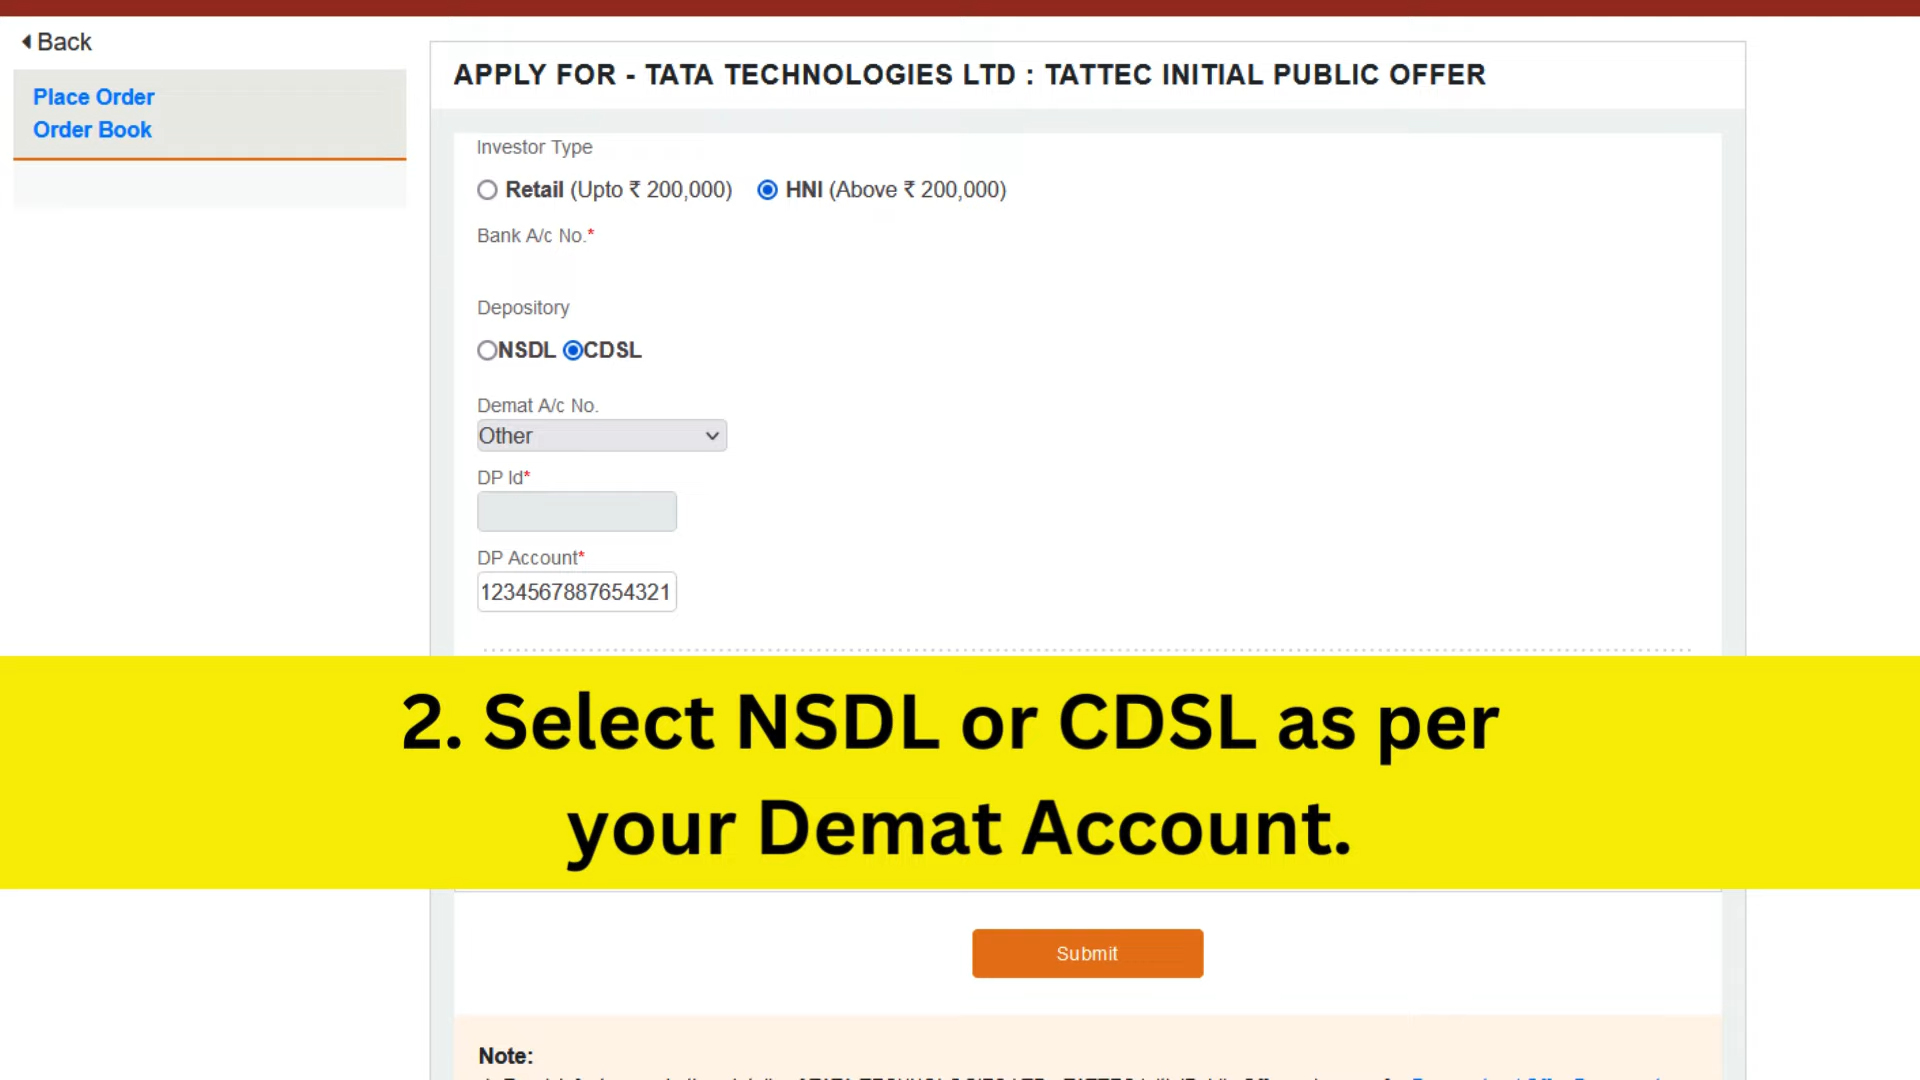 Back
Place Order
Order Book
APPLY FOR - TATA TECHNOLOGIES LTD : TATTEC INITIAL PUBLIC OFFER
Investor Type
Retail (Upto ₹ 200,000) HNI (Above ₹ 200,000)
Bank A/c No.*
Depository
NSDL CDSL
Demat A/c No.
Other
DP Id*
DP Account*
1234567887654321
2. Select NSDL or CDSL as per
your Demat Account.
Submit
Note: